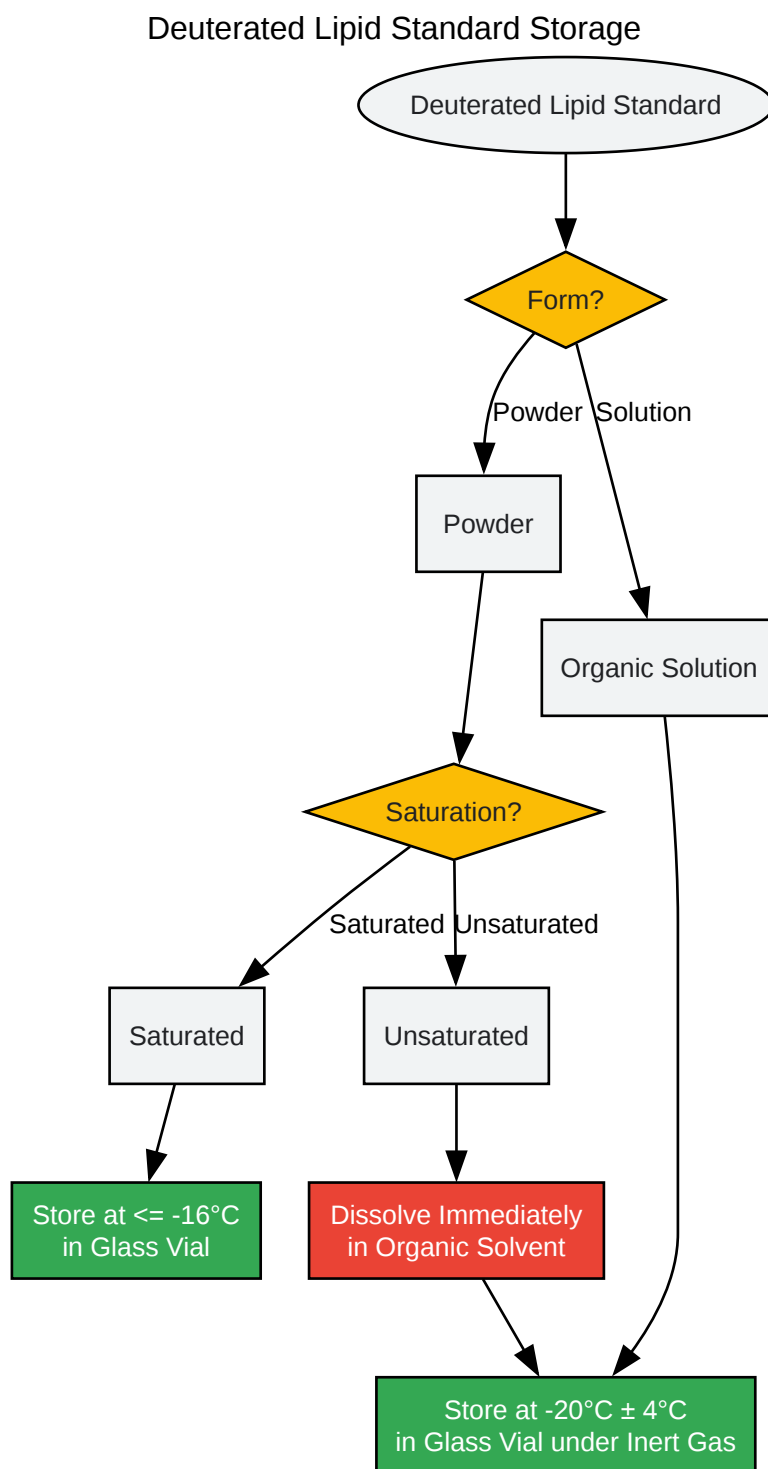 Deuterated Lipid Standard Storage
Deuterated Lipid Standard
Form?
Powder
Solution
Powder
Organic Solution
Saturation?
Saturated
Unsaturated
Saturated
Unsaturated
Store at <= -16°C
in Glass Vial
Dissolve Immediately
in Organic Solvent
Store at -20°C ± 4°C
in Glass Vial under Inert Gas